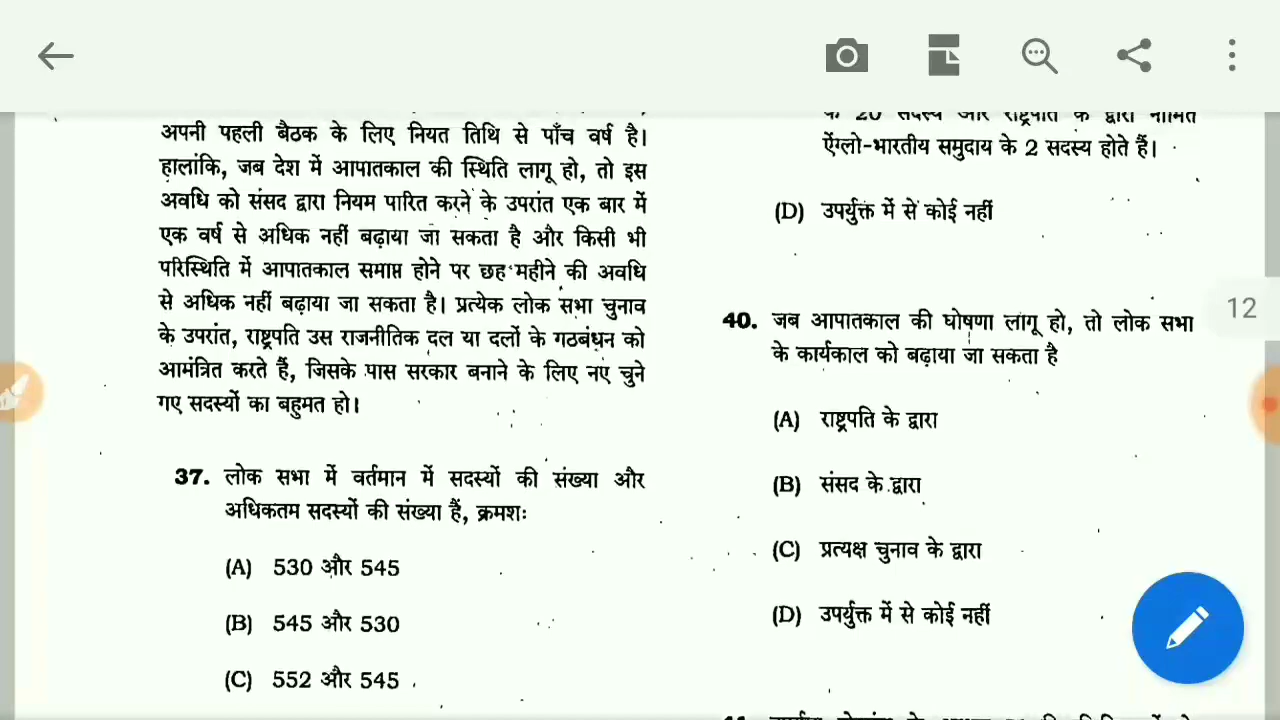 अपनी पहली बैठक के लिए नियत तिथि से पाँच वर्ष है।
हालांकि, जब देश में आपातकाल की स्थिति लागू हो, तो इस
अवधि को संसद द्वारा नियम पारित करने के उपरांत एक बार में
एक वर्ष से अधिक नहीं बढ़ाया जा सकता है और किसी भी
परिस्थिति में आपातकाल समाप्त होने पर छह महीने की अवधि
से अधिक नहीं बढ़ाया जा सकता है। प्रत्येक लोक सभा चुनाव
के उपरांत, राष्ट्रपति उस राजनीतिक दल या दलों के गठबंधन को
आमंत्रित करते हैं, जिसके पास सरकार बनाने के लिए नए चुने
गए सदस्यों का बहुमत हो।
37. लोक सभा में वर्तमान में सदस्यों की संख्या और
अधिकतम सदस्यों की संख्या हैं, क्रमशः
(A) 530 और 545
(B) 545 और 530
(C) 552 और 545
के 20 सदस्य और राष्ट्रपति के द्वारा नामित
ऐंग्लो-भारतीय समुदाय के 2 सदस्य होते हैं।
(D) उपर्युक्त में से कोई नहीं
40. जब आपातकाल की घोषणा लागू हो, तो लोक सभा
के कार्यकाल को बढ़ाया जा सकता है
(A) राष्ट्रपति के द्वारा
(B) संसद के द्वारा
(C) प्रत्यक्ष चुनाव के द्वारा
(D) उपर्युक्त में से कोई नहीं
12